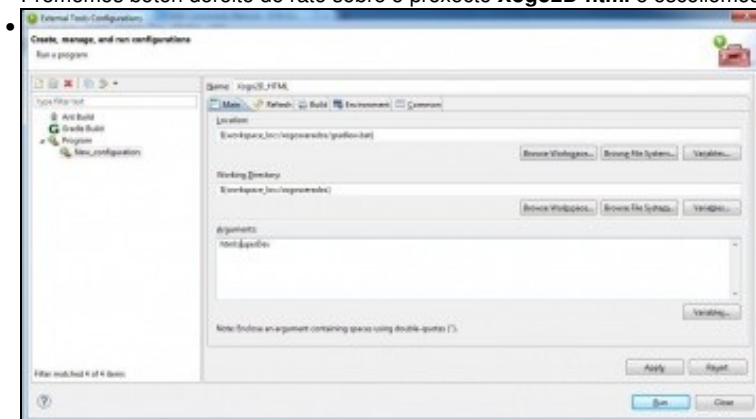 Prememos botón dereito do rato sobre o proxecto Xogo2D-html e escollemos
External Tools Configurations
Create, manage, and run configurations
Run a program
type filter text
Ant Build
Gradle Build
Program
New_configuration
Filter matched 4 of 4 items
Name: Xogo2D_HTML
Main Refresh Build Environment Common
Location:
Browse Workspace... Browse File System... Variables...
Working Directory:
Browse Workspace... Browse File System... Variables...
Arguments:
html:superDev
Variables...
Note: Enclose an argument containing spaces using double-quotes (").
Apply Revert
Run Close